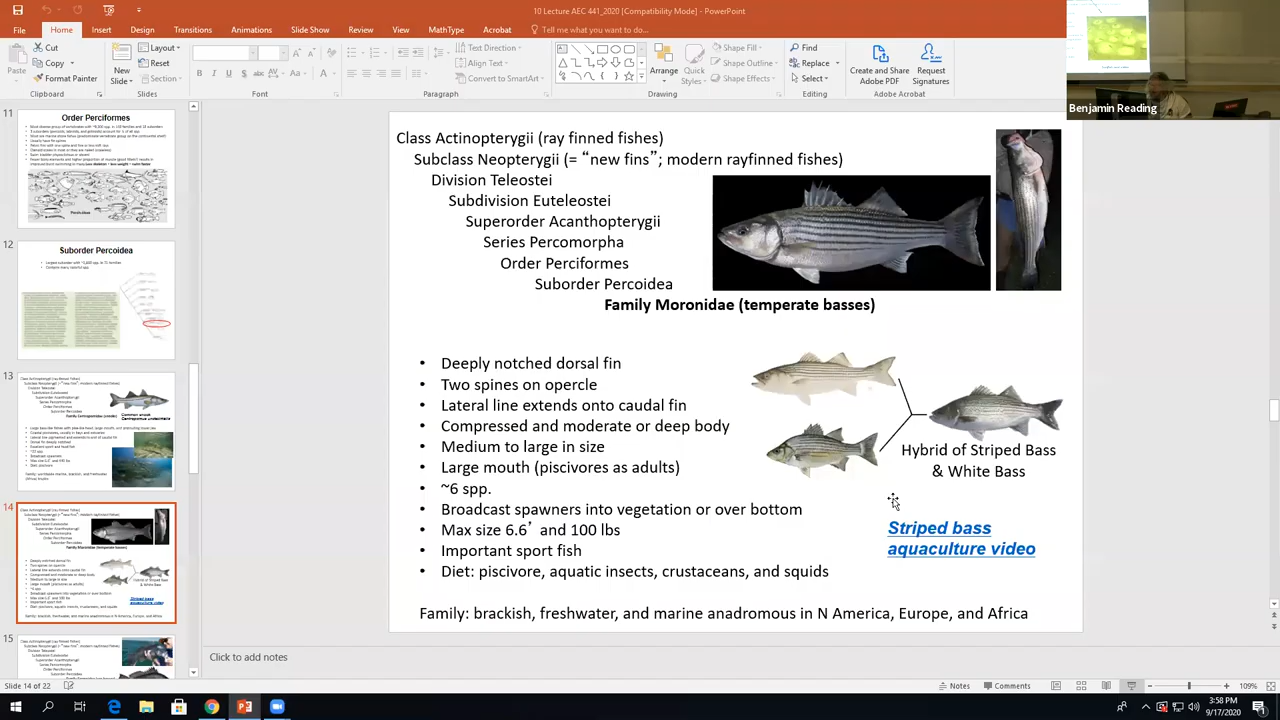 10 Lecture AEC 441_2020 [Compatibility Mode] - PowerPoint
File
Home
Insert
Design
Transitions
Animations
Slide Show
Review
View
MathType
Acrobat
Tell me what you want to do...
Paste
Cut
Copy
Format Painter
Clipboard
New Slide
Layout
Reset
Section
Slides
Font
Text Direction
Align Text
Convert to SmartArt
Paragraph
Arrange
Quick Styles
Shape Fill
Shape Outline
Shape Effects
Drawing
Find
Replace
Select
Editing
Create and Share Adobe PDF
Request Signatures
Adobe Acrobat
Benjamin Reading
11
Order Perciformes
12
Suborder Percoidea
13
14
15
Class Actinopterygii (ray finned fishes)
Subclass Neopterygii (= “new fins”; modern rayfinned fishes)
Division Teleostei
Subdivision Euteleostei
Superorder Acanthopterygii
Series Percomorpha
Order Perciformes
Suborder Percoidea
Family Moronidae (temperate basses)
• Deeply notched dorsal fin
• Two spines on opercle
• Lateral line extends onto caudal fin
• Compressed and moderate or deep body
• Medium to large in size
• Large mouth (piscivores as adults)
• ~6 spp.
• Broadcast spawners into vegetation or over bottom
• Max size 6’ and 100 lbs
• Important sport fish
• Diet: piscivore, aquatic insects, crustaceans, and squids
Hybrid of Striped Bass
& White Bass
Striped bass
aquaculture video
Family: brackish, freshwater, and marine anadromous in N America, Europe, and Africa
to add notes
Slide 14 of 22
Notes
Comments
109%
3:58 PM
9/17/2020